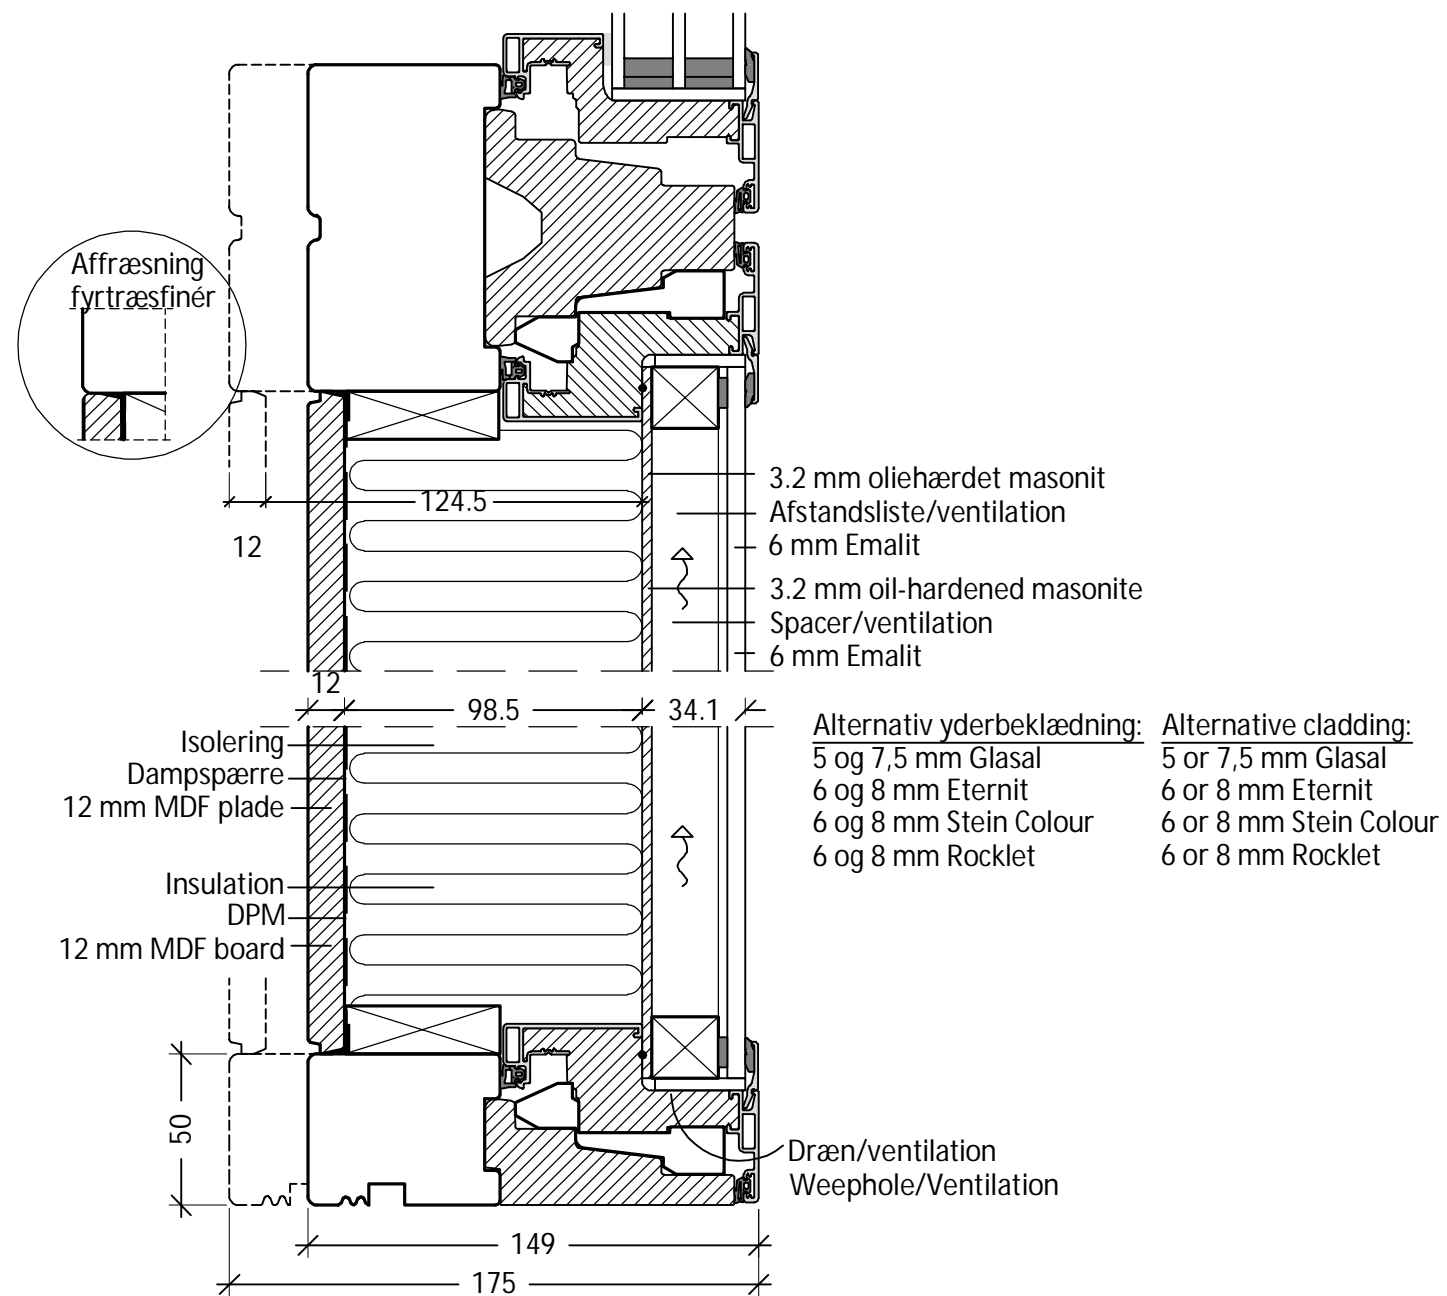 Affræsning
fyrtræsfinér
124.5
12
3.2 mm oliehærdet masonit
Afstandsliste/ventilation
6 mm Emalit
3.2 mm oil-hardened masonite
Spacer/ventilation
6 mm Emalit
12
98.5
34.1
Isolering
Dampspærre
12 mm MDF plade
Insulation
DPM
12 mm MDF board
Alternativ yderbeklædning:
5 og 7,5 mm Glasal
6 og 8 mm Eternit
6 og 8 mm Stein Colour
6 og 8 mm Rocklet
Alternative cladding:
5 or 7,5 mm Glasal
6 or 8 mm Eternit
6 or 8 mm Stein Colour
6 or 8 mm Rocklet
50
Dræn/ventilation
Weephole/Ventilation
149
175